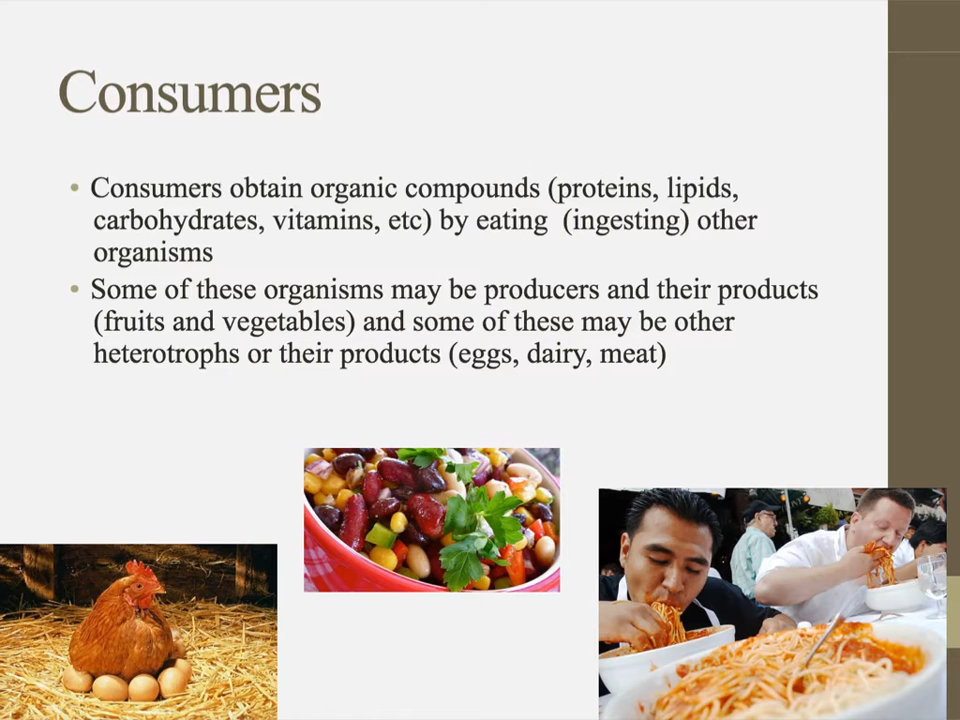 Consumers
• Consumers obtain organic compounds (proteins, lipids,
carbohydrates, vitamins, etc) by eating  (ingesting) other
organisms
• Some of these organisms may be producers and their products
(fruits and vegetables) and some of these may be other
heterotrophs or their products (eggs, dairy, meat)